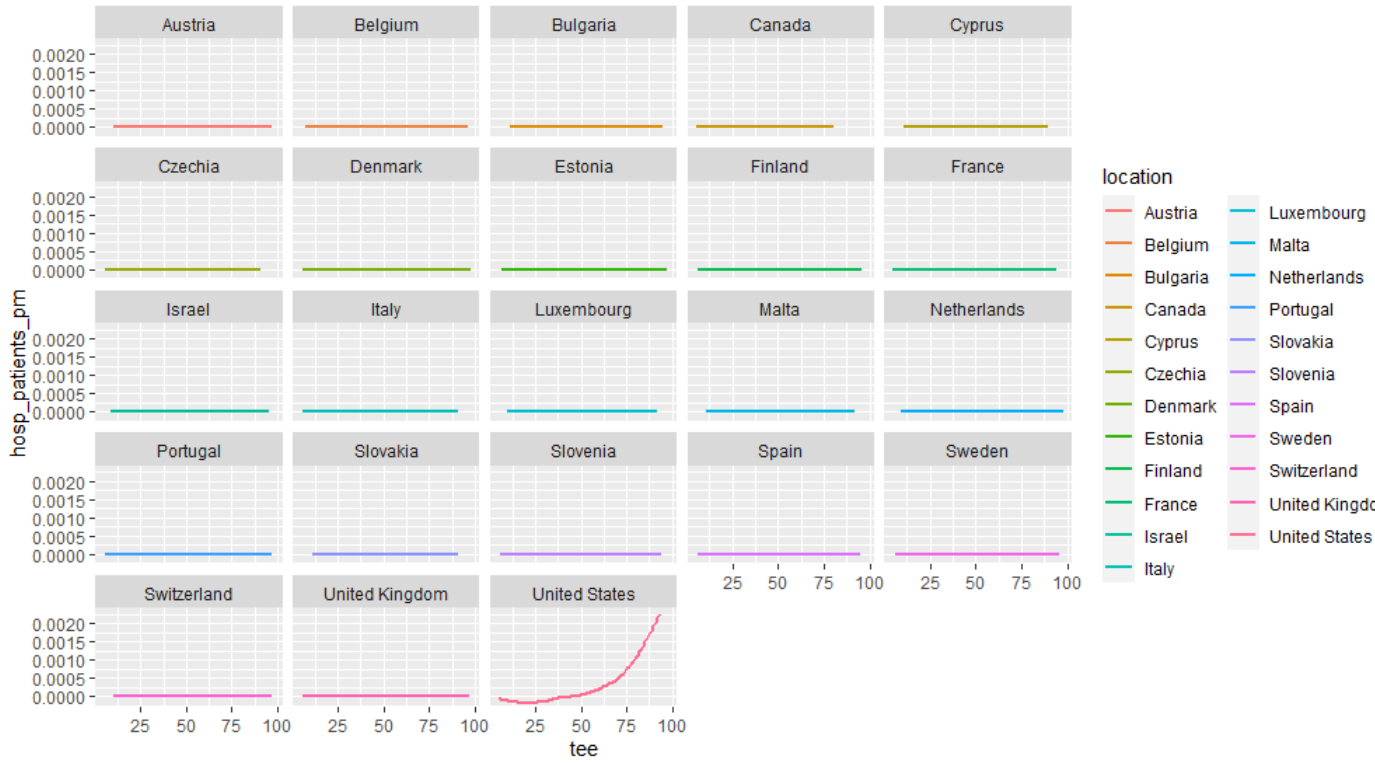 Austria Belgium Bulgaria Canada Cyprus
0.0020
0.0015
0.0010
0.0005
0.0000
Czechia Denmark Estonia Finland France
0.0020
0.0015
0.0010
0.0005
0.0000
Israel Italy Luxembourg Malta Netherlands
0.0020
0.0015
0.0010
0.0005
0.0000
Portugal Slovakia Slovenia Spain Sweden
0.0020
0.0015
0.0010
0.0005
0.0000
25 50 75 100 25 50 75 100
Switzerland United Kingdom United States
0.0020
0.0015
0.0010
0.0005
0.0000
25 50 75 100 25 50 75 100 25 50 75 100
tee
hosp_patients_pm
location
Austria Luxembourg
Belgium Malta
Bulgaria Netherlands
Canada Portugal
Cyprus Slovakia
Czechia Slovenia
Denmark Spain
Estonia Sweden
Finland Switzerland
France United Kingdo
Israel United States
Italy